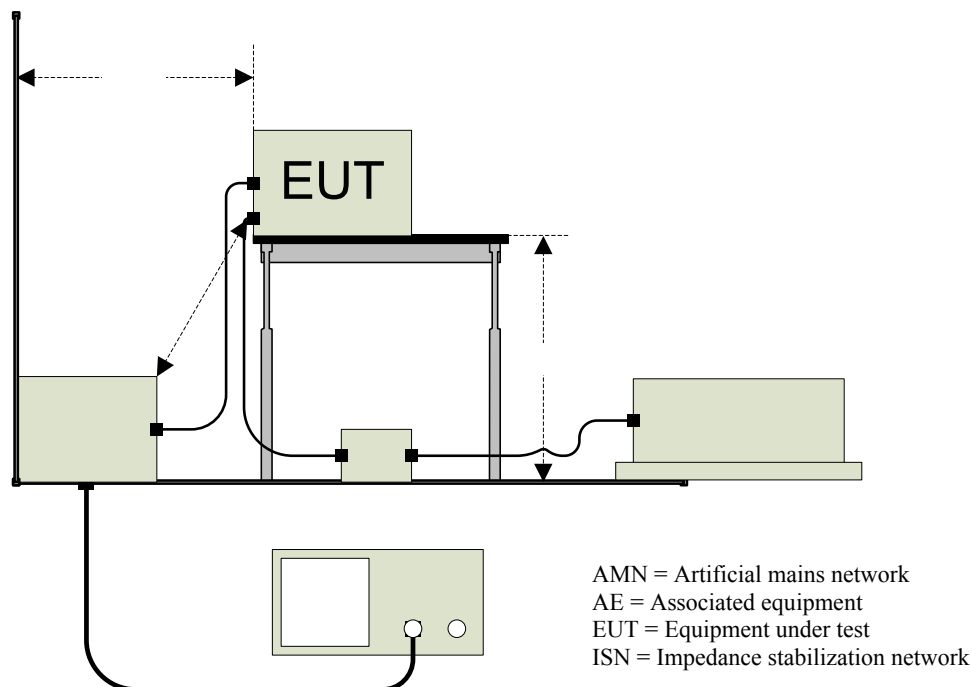 EUT
AMN = Artificial mains network
AE = Associated equipment
EUT = Equipment under test
ISN = Impedance stabilization network